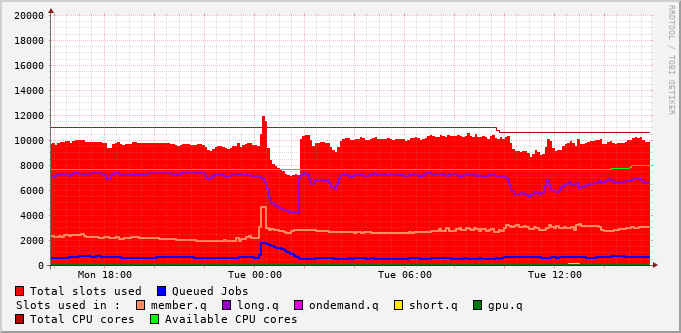 20000
18000
16000
14000
12000
10000
8000
6000
4000
2000
0
Mon 18:00 Tue 00:00 Tue 06:00 Tue 12:00
RRDTOOL / TOBI OETIKER
Total slots used Queued Jobs
Slots used in : member.q long.q ondemand.q short.q gpu.q
Total CPU cores Available CPU cores